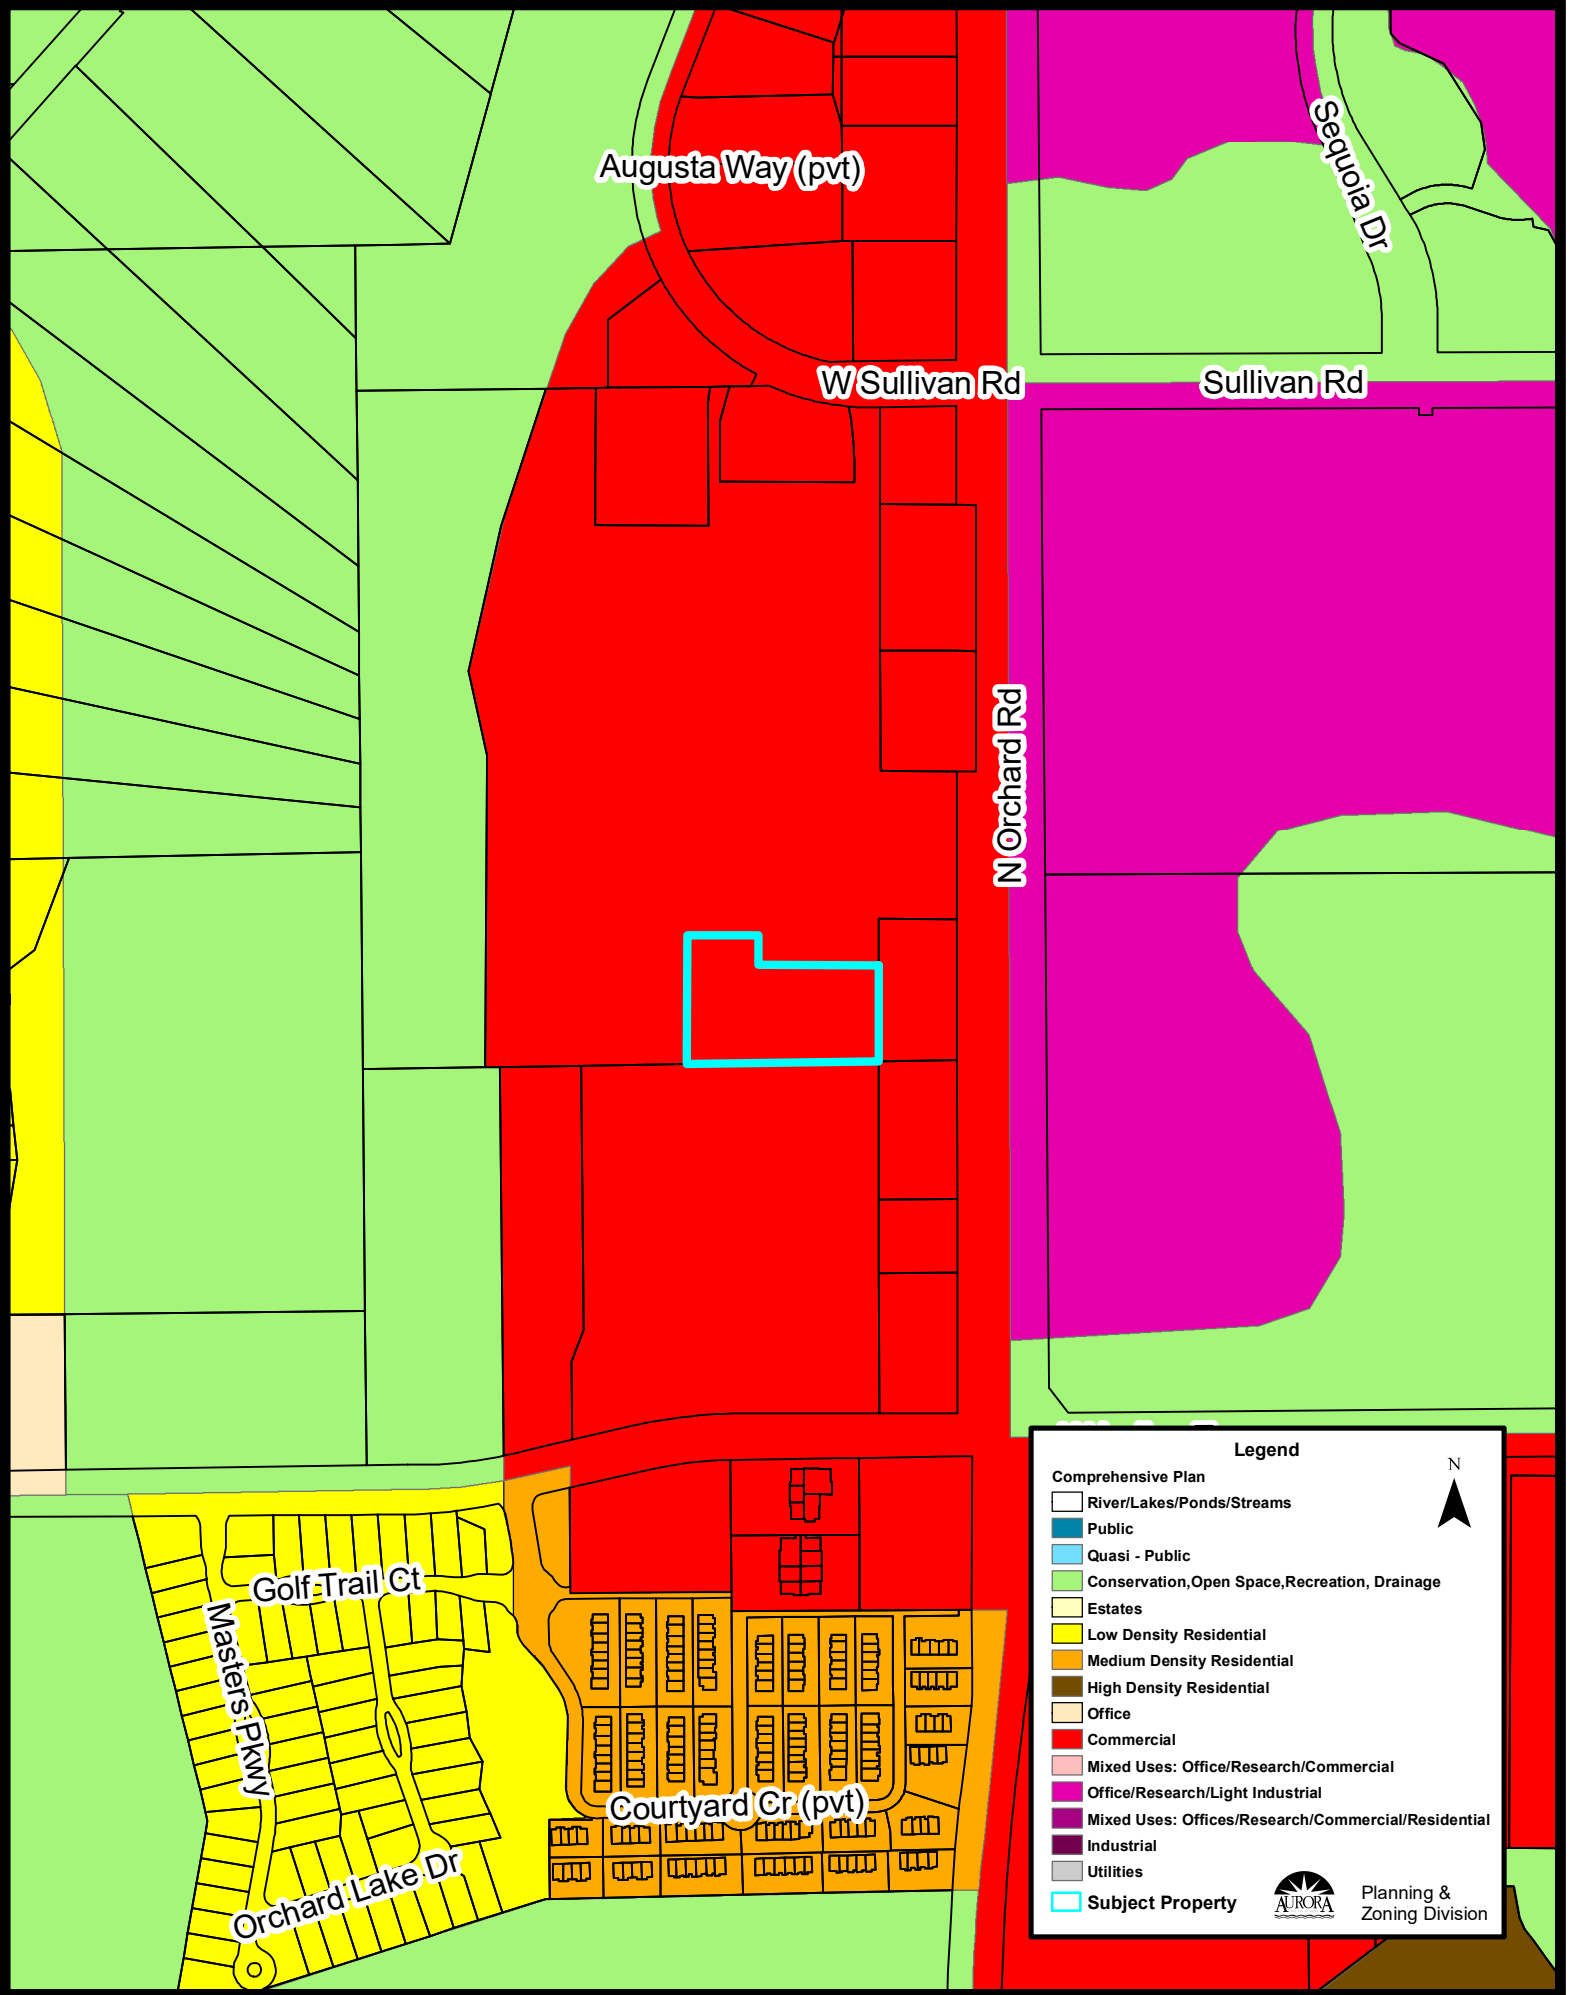 Augusta Way (pvt)
Sequoia Dr
W Sullivan Rd
Sullivan Rd
N Orchard Rd
Golf Trail Ct
Masters Pkwy
Courtyard Cr (pvt)
Orchard Lake Dr
Legend
N
Comprehensive Plan
River/Lakes/Ponds/Streams
Public
Quasi - Public
Conservation,Open Space,Recreation, Drainage
Estates
Low Density Residential
Medium Density Residential
High Density Residential
Office
Commercial
Mixed Uses: Office/Research/Commercial
Office/Research/Light Industrial
Mixed Uses: Offices/Research/Commercial/Residential
Industrial
Utilities
Subject Property
AURORA
Planning &
Zoning Division